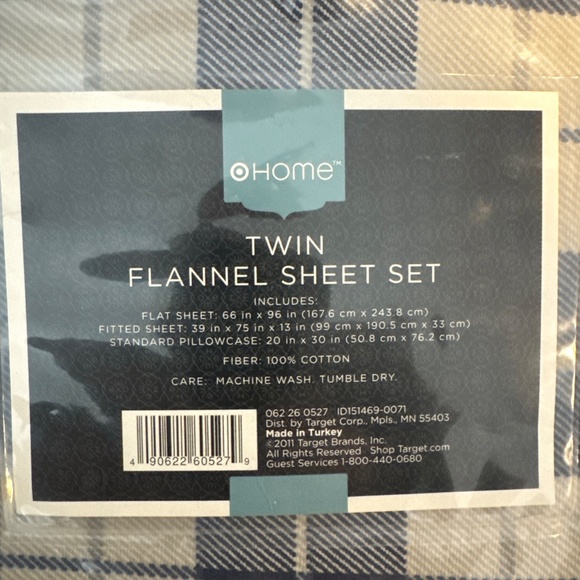 HOME™
TWIN
FLANNEL SHEET SET
INCLUDES:
FLAT SHEET: 66 in x 96 in (167.6 cm x 243.8 cm)
FITTED SHEET: 39 in x 75 in x 13 in (99 cm x 190.5 cm x 33 cm)
STANDARD PILLOWCASE: 20 in x 30 in (50.8 cm x 76.2 cm)
FIBER: 100% COTTON
CARE: MACHINE WASH. TUMBLE DRY.
062 26 0527 ID151469-0071
Dist. by Target Corp., Mpls., MN 55403
Made in Turkey
©2011 Target Brands, Inc.
All Rights Reserved Shop Target.com
Guest Services 1-800-440-0680
4 90622 60527 9